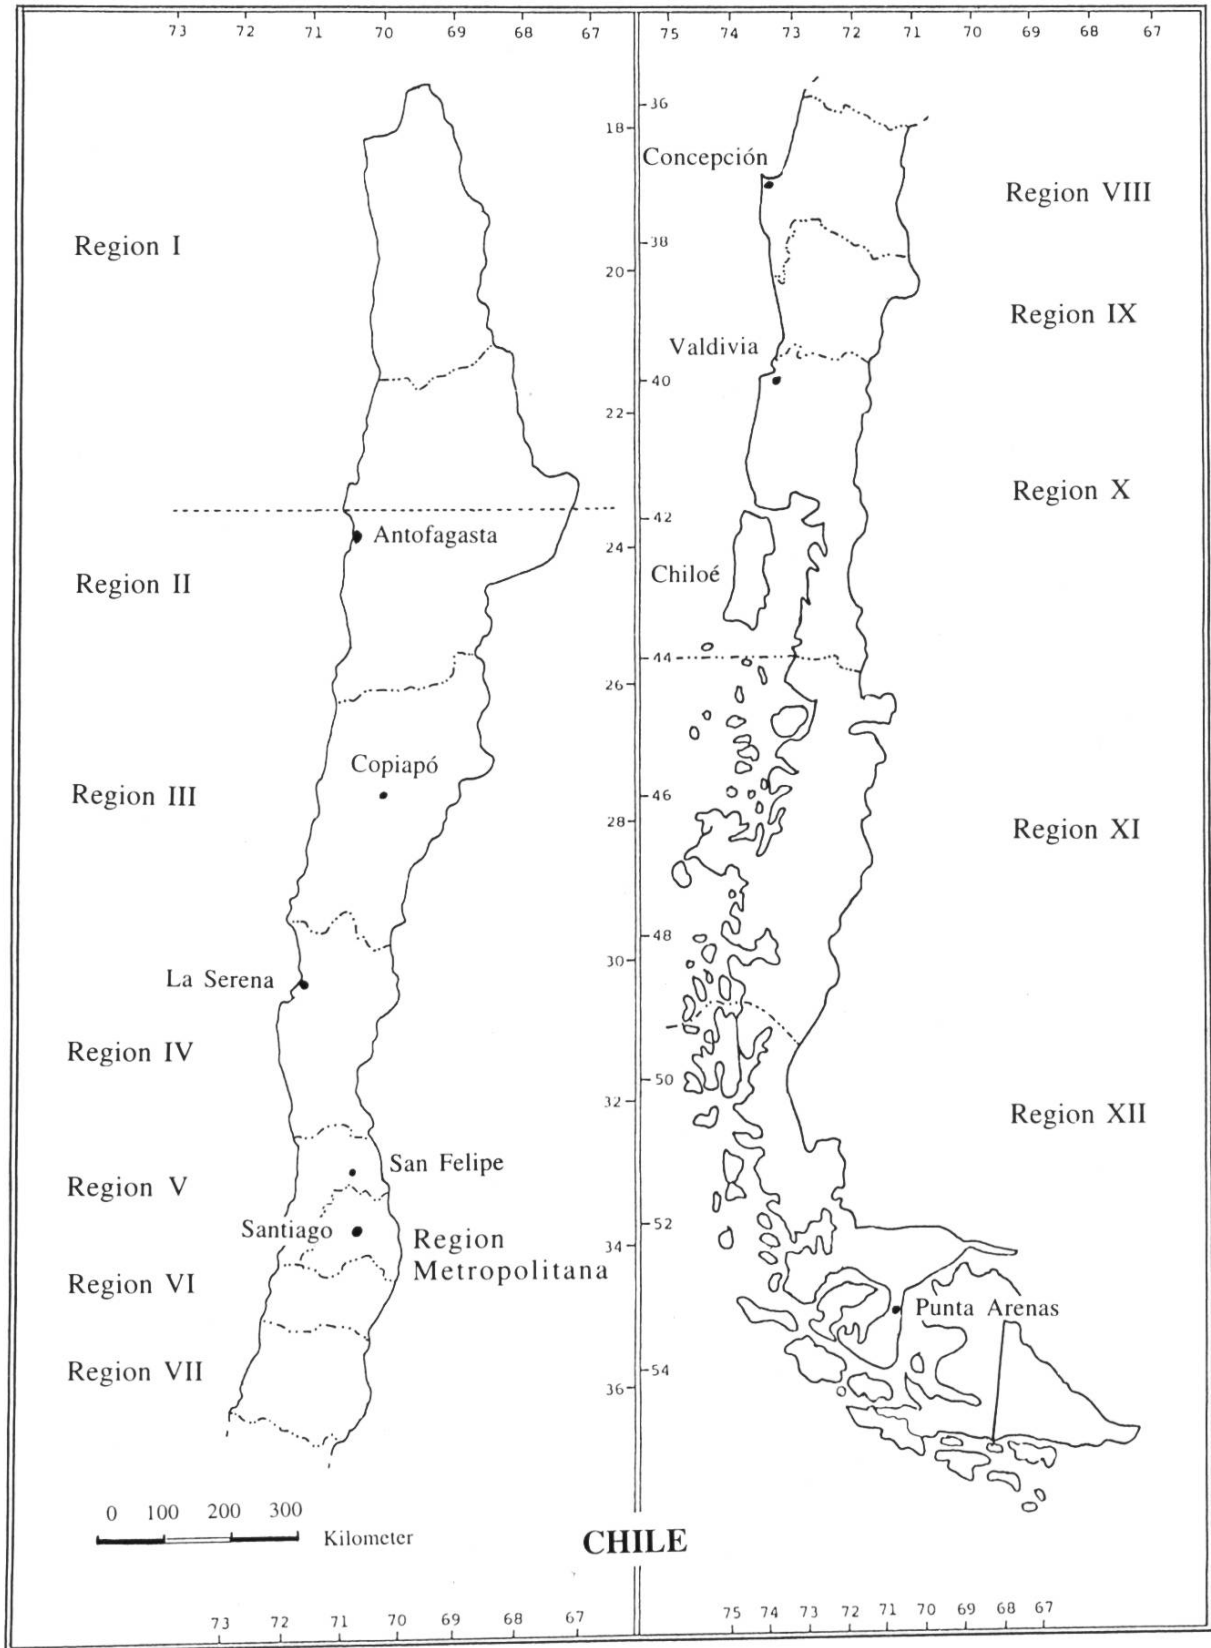 73 72 71 70 69 68 67
75 74 73 72 71 70 69 68 67
36
18
Concepción
Region VIII
Region I
38
20
Region IX
Valdivia
40
22
Region X
42
Antofagasta
24
Region II
Chiloé
44
26
Copiapó
Region III
46
28
Region XI
48
La Serena
30
Region IV
50
32
Region XII
San Felipe
Region V
Santiago
Region
Metropolitana
52
34
Region VI
Punta Arenas
Region VII
54
36
0 100 200 300
Kilometer
CHILE
73 72 71 70 69 68 67
75 74 73 72 71 70 69 68 67